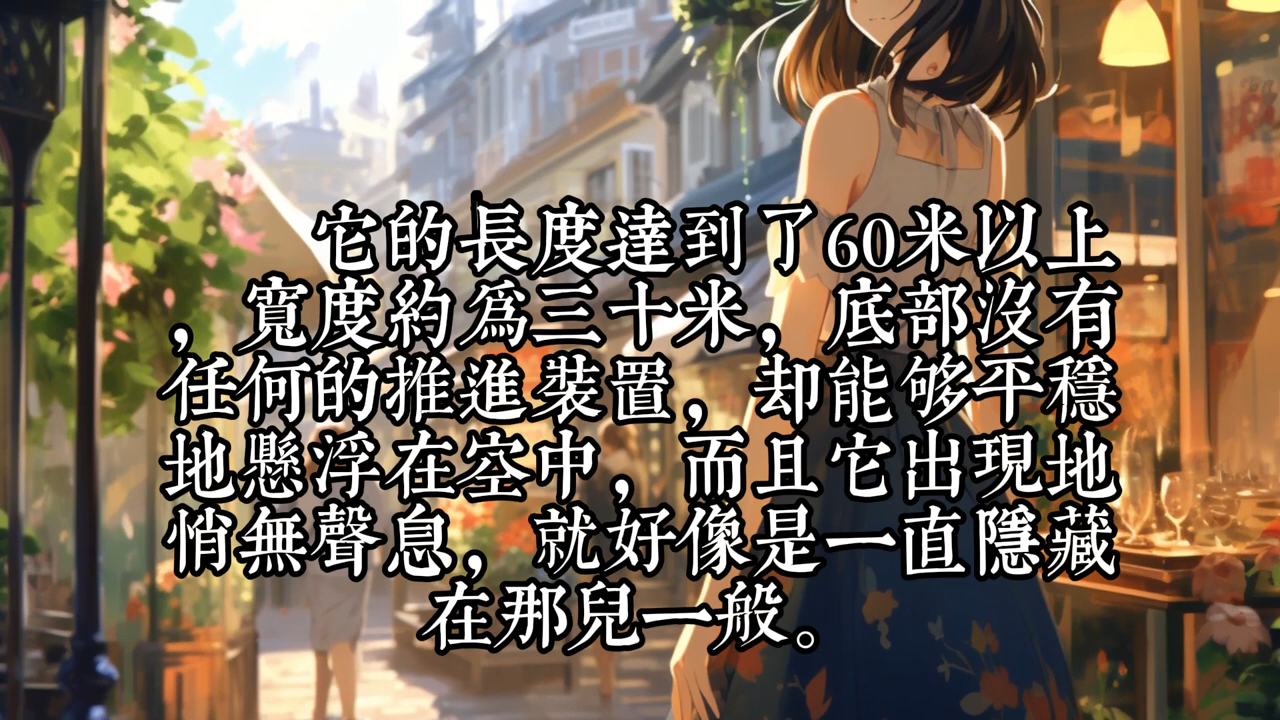 它的長度達到了60米以上
，寬度約爲三十米，底部沒有
任何的推進裝置，却能够平穩
地懸浮在空中，而且它出現地
悄無聲息，就好像是一直隱藏
在那兒一般。